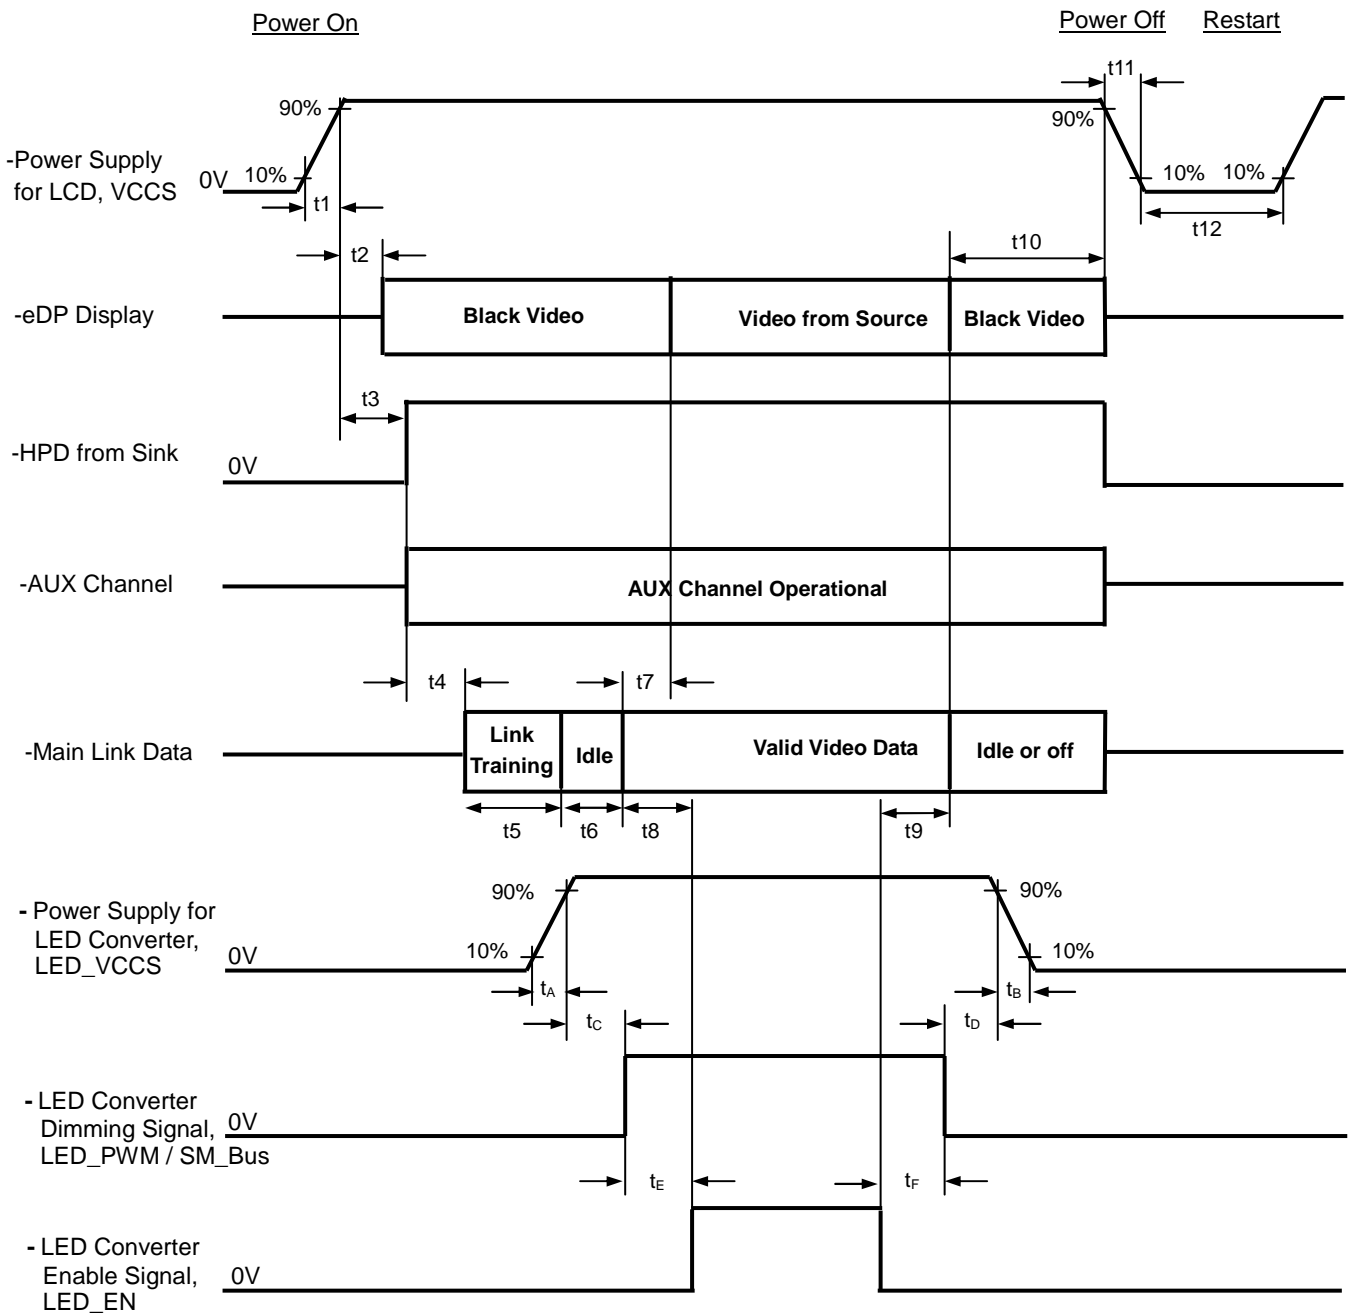 Power On
Power Off
Restart
t11
90%
90%
-Power Supply
for LCD, VCCS
0V
10%
10%
10%
t1
t12
t2
t10
-eDP Display
Black Video
Video from Source
Black Video
t3
-HPD from Sink
0V
-AUX Channel
AUX Channel Operational
t4
t7
-Main Link Data
Link
Training
Idle
Valid Video Data
Idle or off
t5
t6
t8
t9
90%
90%
- Power Supply for
LED Converter,
LED_VCCS
0V
10%
10%
tA
tB
tC
tD
- LED Converter
Dimming Signal,
LED_PWM / SM_Bus
0V
tE
tF
- LED Converter
Enable Signal,
LED_EN
0V